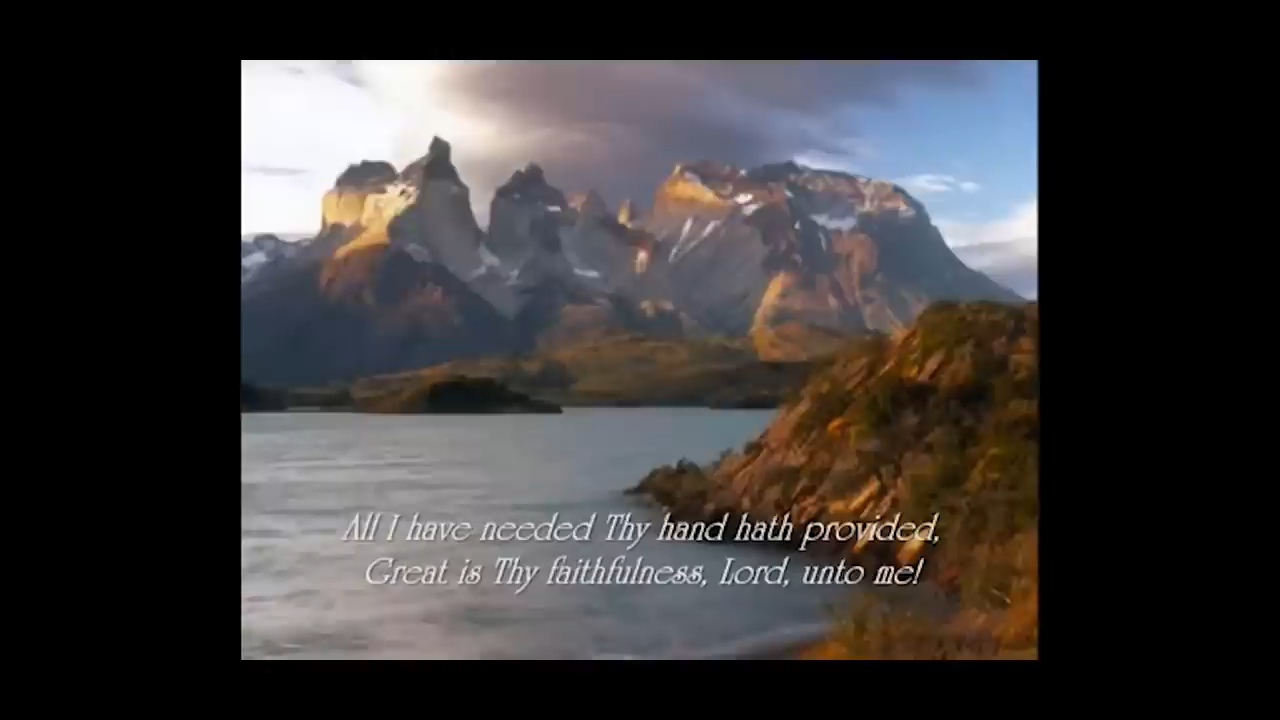 All I have needed Thy hand hath provided,
Great is Thy faithfulness, Lord, unto me!